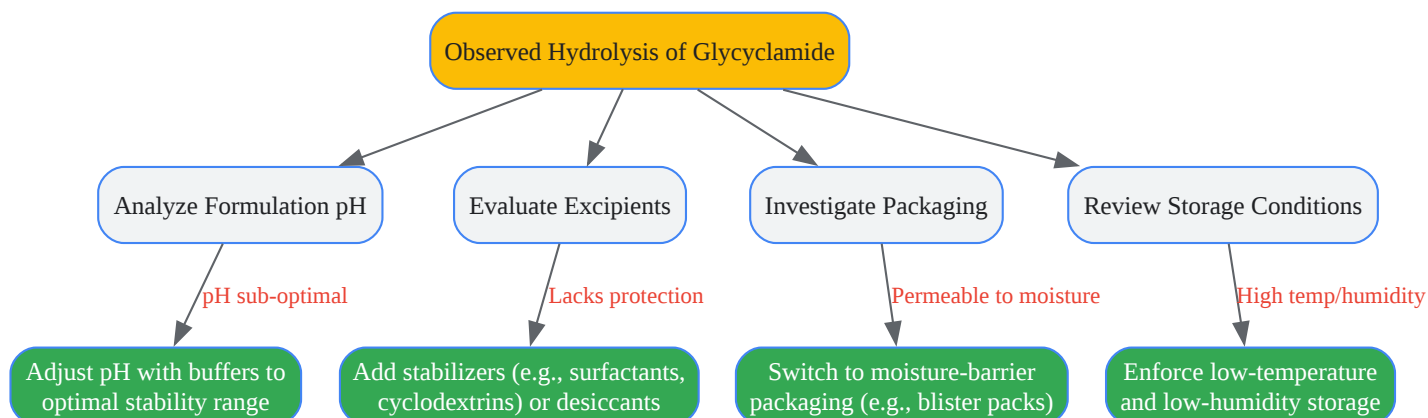 Observed Hydrolysis of Glycyclamide
Analyze Formulation pH
Evaluate Excipients
Investigate Packaging
Review Storage Conditions
pH sub-optimal
Lacks protection
Permeable to moisture
High temp/humidity
Adjust pH with buffers to
optimal stability range
Add stabilizers (e.g., surfactants,
cyclodextrins) or desiccants
Switch to moisture-barrier
packaging (e.g., blister packs)
Enforce low-temperature
and low-humidity storage